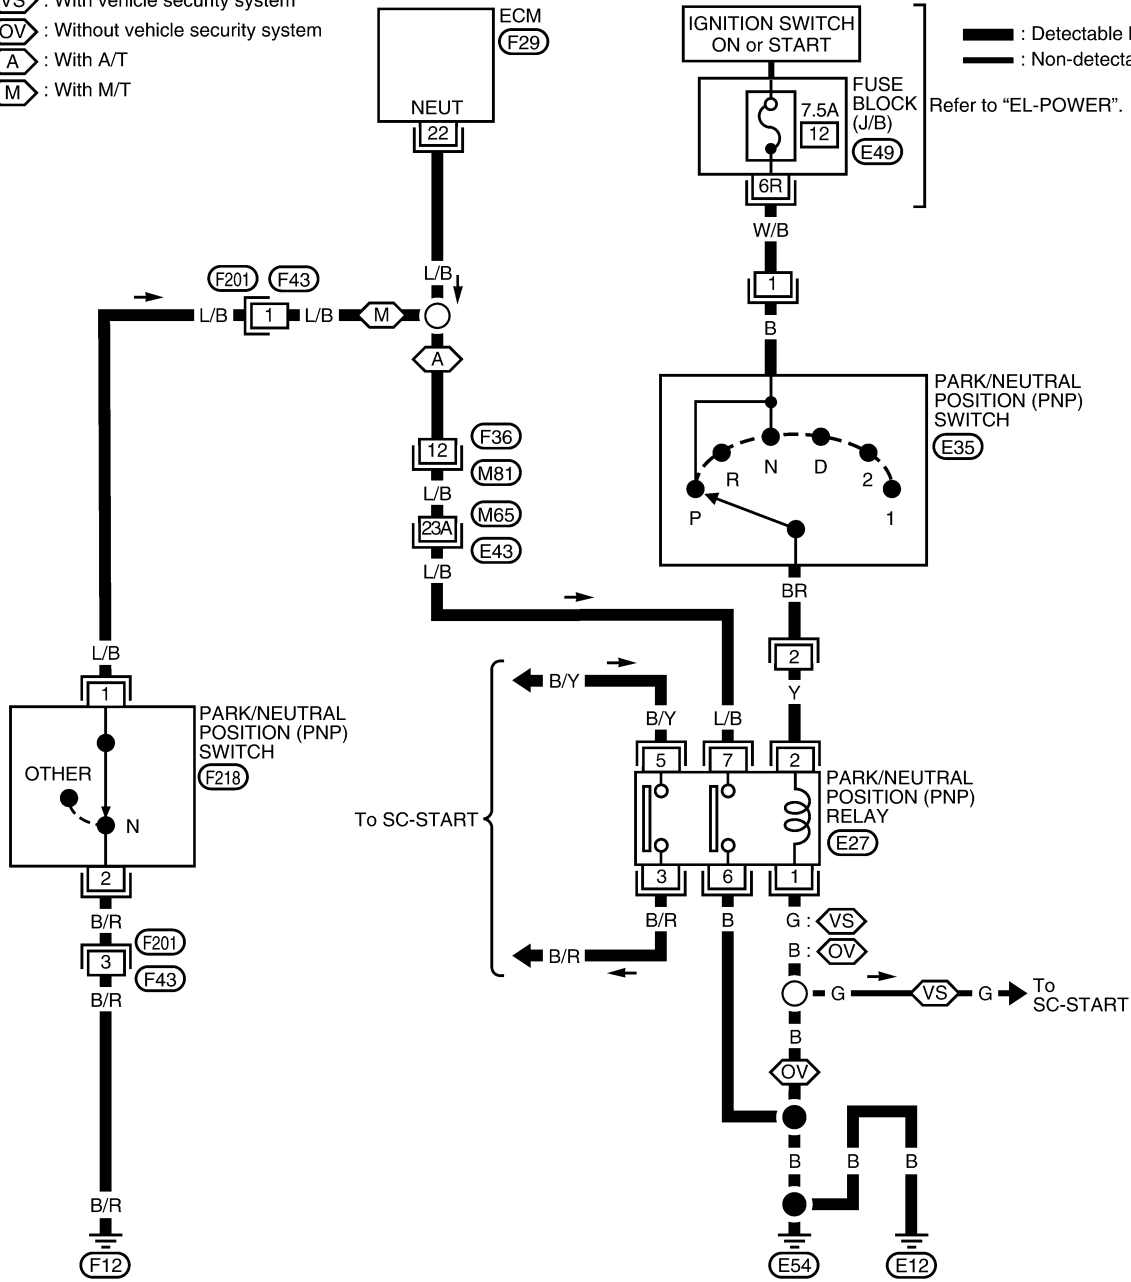 VS : With vehicle security system
OV : Without vehicle security system
A : With A/T
M : With M/T
ECM
F29
NEUT
22
L/B
IGNITION SWITCH
ON or START
FUSE
BLOCK
(J/B)
E49
7.5A
12
6R
Refer to “EL-POWER”.
: Detectable
: Non-detecta
W/B
1
B
F201 F43
L/B 1 L/B M
A
12
F36
M81
L/B
23A
M65
E43
L/B
PARK/NEUTRAL
POSITION (PNP)
SWITCH
E35
P R N D 2 1
BR
2
Y
L/B
1
PARK/NEUTRAL
POSITION (PNP)
SWITCH
F218
OTHER
N
2
B/R
3
F201
F43
B/R
B/R
F12
To SC-START
B/Y
B/Y L/B
5 7 2
PARK/NEUTRAL
POSITION (PNP)
RELAY
E27
3 6 1
B/R B G : VS
B : OV
B/R
G VS G To
SC-START
B
OV
B B B
E54 E12